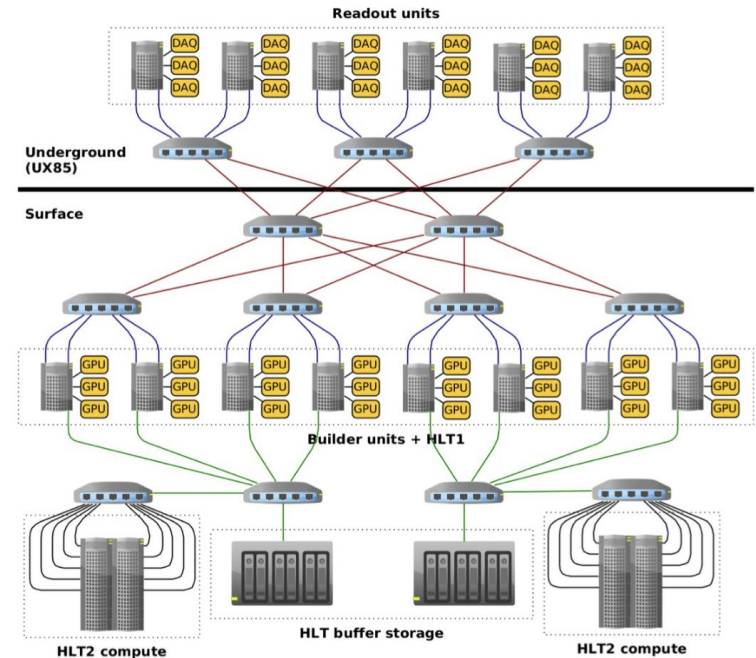 Readout units
DAQ DAQ DAQ DAQ DAQ DAQ
DAQ DAQ DAQ DAQ DAQ DAQ
DAQ DAQ DAQ DAQ DAQ DAQ
Underground
(UX85)
Surface
GPU GPU GPU GPU GPU GPU GPU GPU
GPU GPU GPU GPU GPU GPU GPU GPU
GPU GPU GPU GPU GPU GPU GPU GPU
Builder units + HLT1
HLT buffer storage
HLT2 compute
HLT2 compute